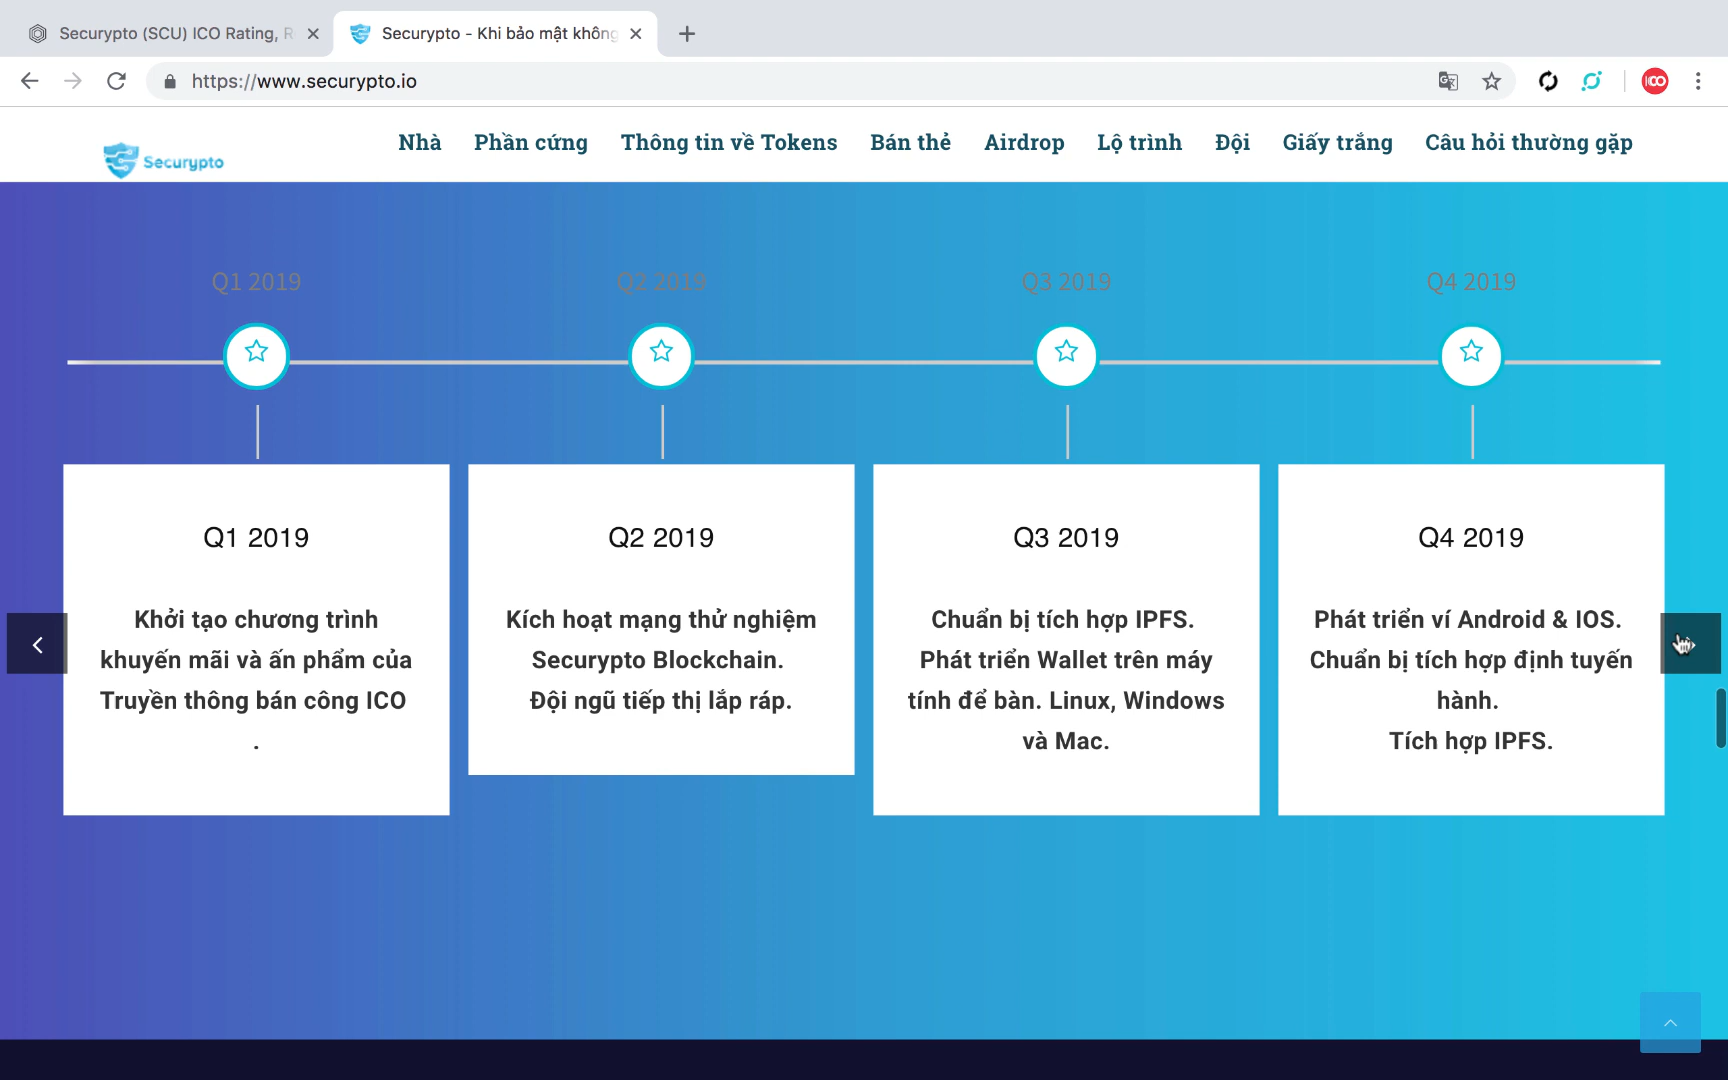 Securypto (SCU) ICO Rating, R
Securypto - Khi bảo mật không
https://www.securypto.io
Securypto
Nhà Phần cứng Thông tin về Tokens Bán thẻ Airdrop Lộ trình Đội Giấy trắng Câu hỏi thường gặp
Q1 2019 Q2 2019 Q3 2019 Q4 2019
Q1 2019
Khởi tạo chương trình
khuyến mãi và ấn phẩm của
Truyền thông bán công ICO
.
Q2 2019
Kích hoạt mạng thử nghiệm
Securypto Blockchain.
Đội ngũ tiếp thị lắp ráp.
Q3 2019
Chuẩn bị tích hợp IPFS.
Phát triển Wallet trên máy
tính để bàn. Linux, Windows
và Mac.
Q4 2019
Phát triển ví Android & IOS.
Chuẩn bị tích hợp định tuyến
hành.
Tích hợp IPFS.